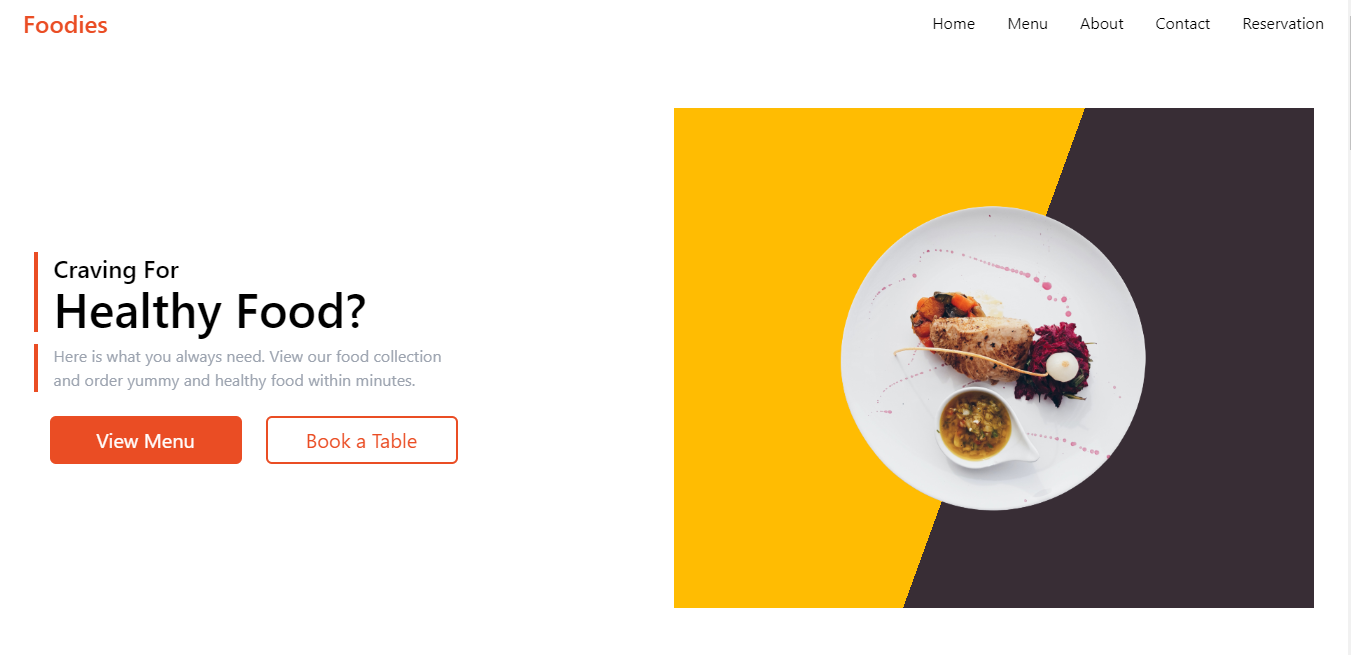 Foodies
Home Menu About Contact Reservation
Craving For
Healthy Food?
Here is what you always need. View our food collection
and order yummy and healthy food within minutes.
View Menu Book a Table